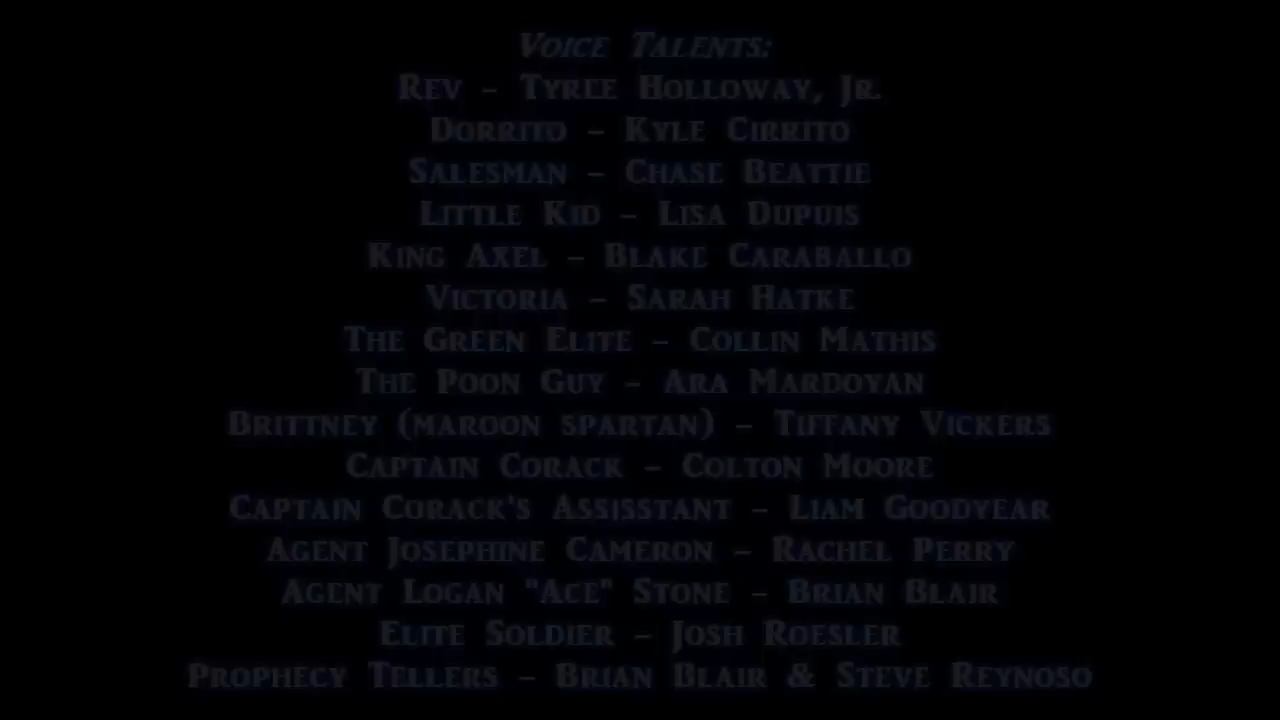 Voice Talents:
Rev - Tyree Holloway, Jr.
Dorrito - Kyle Cirrito
Salesman - Chase Beattie
Little Kid - Lisa Dupuis
King Axel - Blake Caraballo
Victoria - Sarah Hatke
The Green Elite - Collin Mathis
The Poon Guy - Ara Mardoyan
Brittney (maroon spartan) - Tiffany Vickers
Captain Corack - Colton Moore
Captain Corack's Assisstant - Liam Goodyear
Agent Josephine Cameron - Rachel Perry
Agent Logan "Ace" Stone - Brian Blair
Elite Soldier - Josh Roesler
Prophecy Tellers - Brian Blair & Steve Reynoso